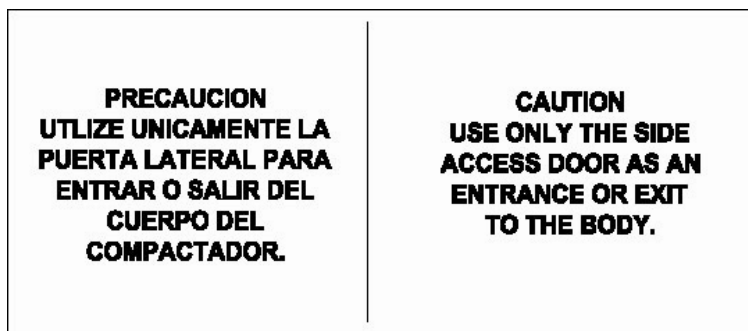 PRECAUCION
UTLIZE UNICAMENTE LA
PUERTA LATERAL PARA
ENTRAR O SALIR DEL
CUERPO DEL
COMPACTADOR.
CAUTION
USE ONLY THE SIDE
ACCESS DOOR AS AN
ENTRANCE OR EXIT
TO THE BODY.